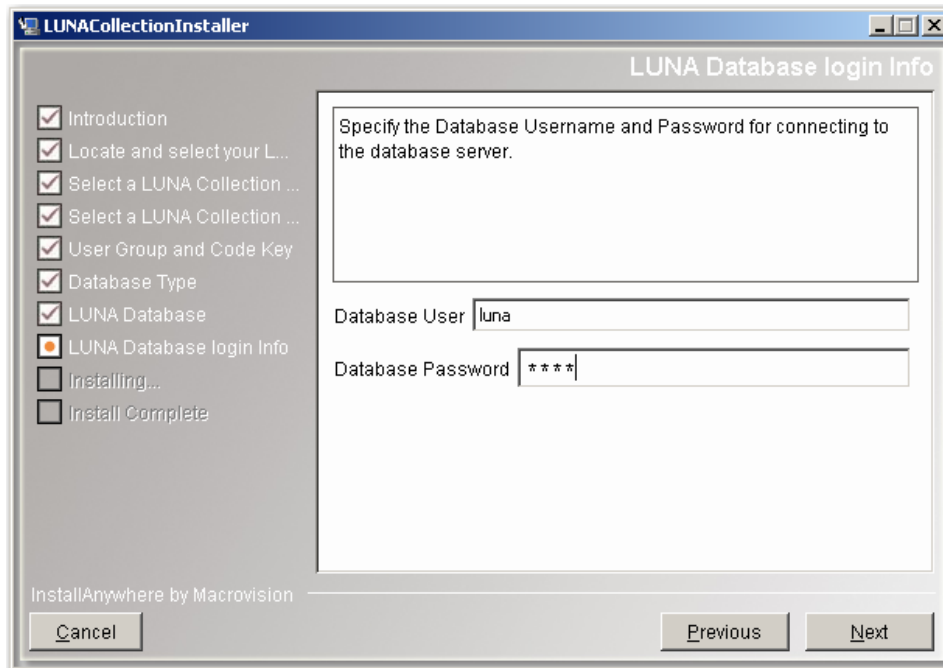 LUNACollectionInstaller
LUNA Database login Info
Introduction
Locate and select your L...
Select a LUNA Collection ...
Select a LUNA Collection ...
User Group and Code Key
Database Type
LUNA Database
LUNA Database login Info
Installing...
Install Complete
Specify the Database Username and Password for connecting to
the database server.
Database User luna
Database Password ****
InstallAnywhere by Macrovision
Cancel
Previous
Next